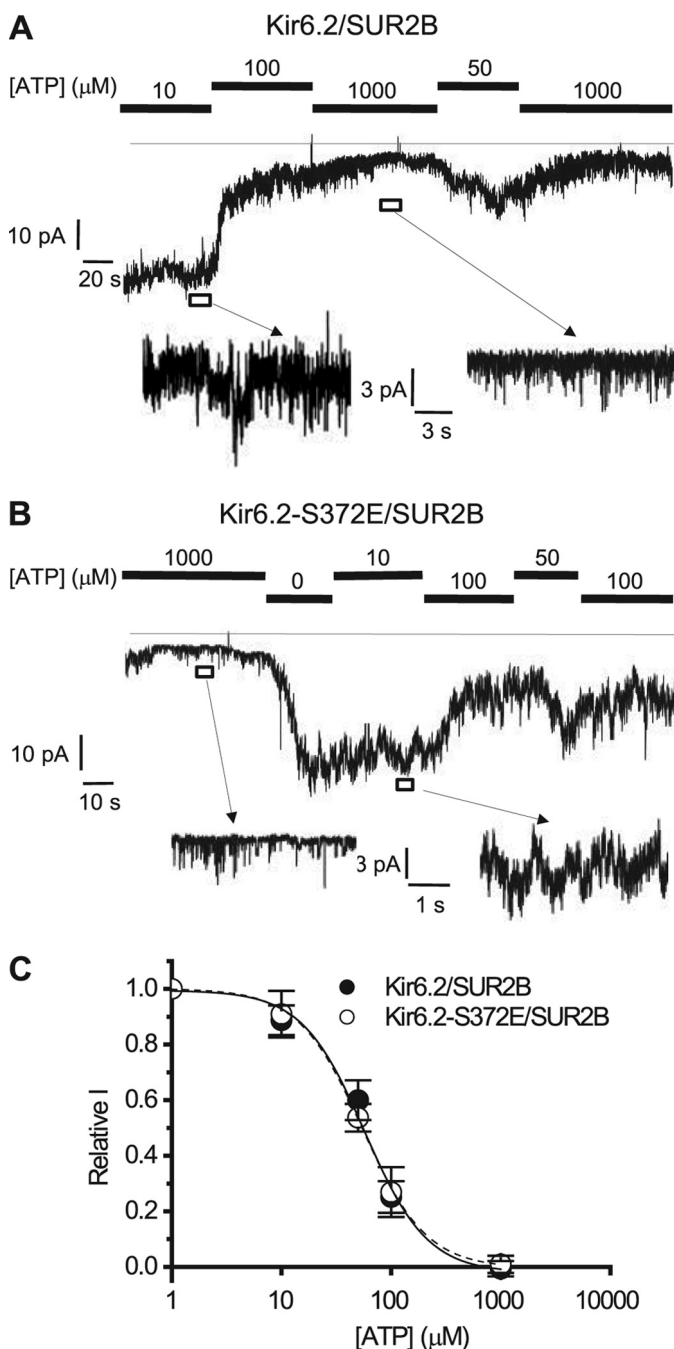 A
Kir6.2/SUR2B
[ATP] (μM) 10 100 1000 50 1000
10 pA
20 s
3 pA
3 s
B
Kir6.2-S372E/SUR2B
[ATP] (μM) 1000 0 10 100 50 100
10 pA
10 s
3 pA
1 s
C
Kir6.2/SUR2B
Kir6.2-S372E/SUR2B
Relative I
1.0
0.8
0.6
0.4
0.2
0.0
1 10 100 1000 10000
[ATP] (μM)